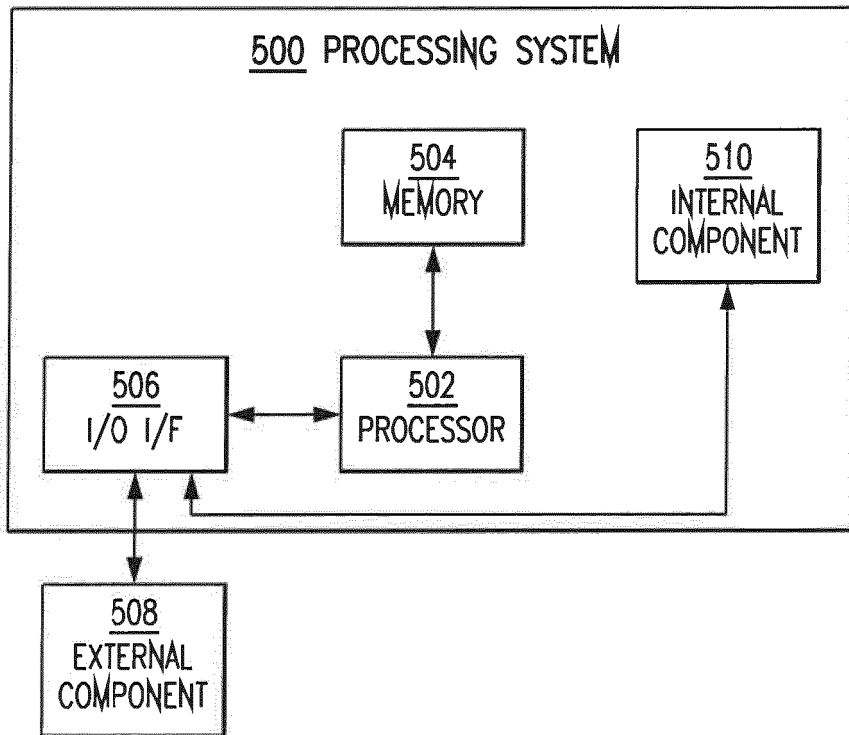 500 PROCESSING SYSTEM
504
MEMORY
510
INTERNAL
COMPONENT
506
I/O I/F
502
PROCESSOR
508
EXTERNAL
COMPONENT